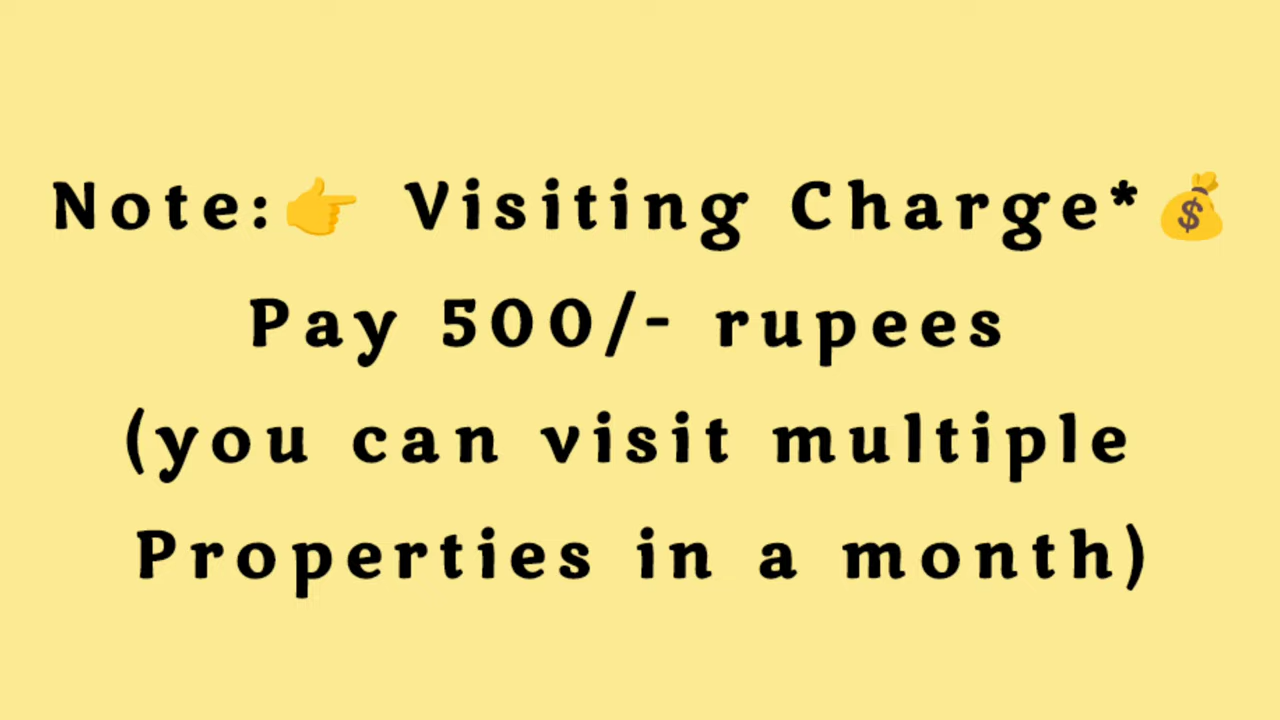 Note:👉 Visiting Charge*💰
Pay 500/- rupees
(you can visit multiple
Properties in a month)